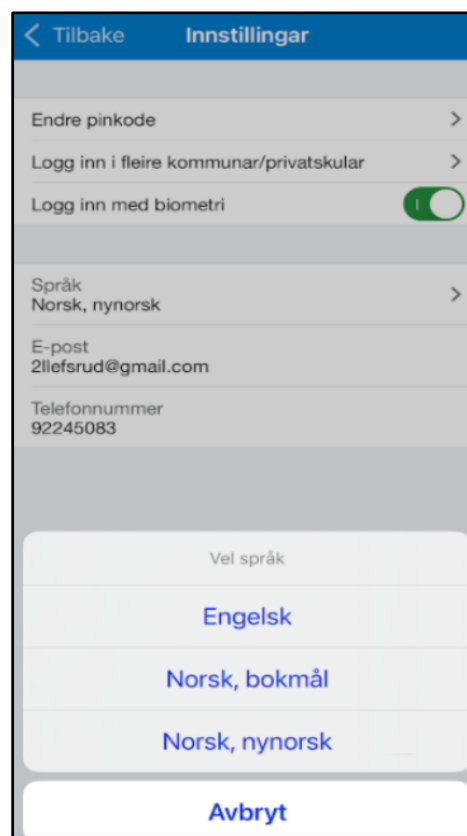 Tilbake Innstillingar
Endre pinkode
Logg inn i fleire kommunar/privatskular
Logg inn med biometri
Språk
Norsk, nynorsk
E-post
2llefsrud@gmail.com
Telefonnummer
92245083
Vel språk
Engelsk
Norsk, bokmål
Norsk, nynorsk
Avbryt